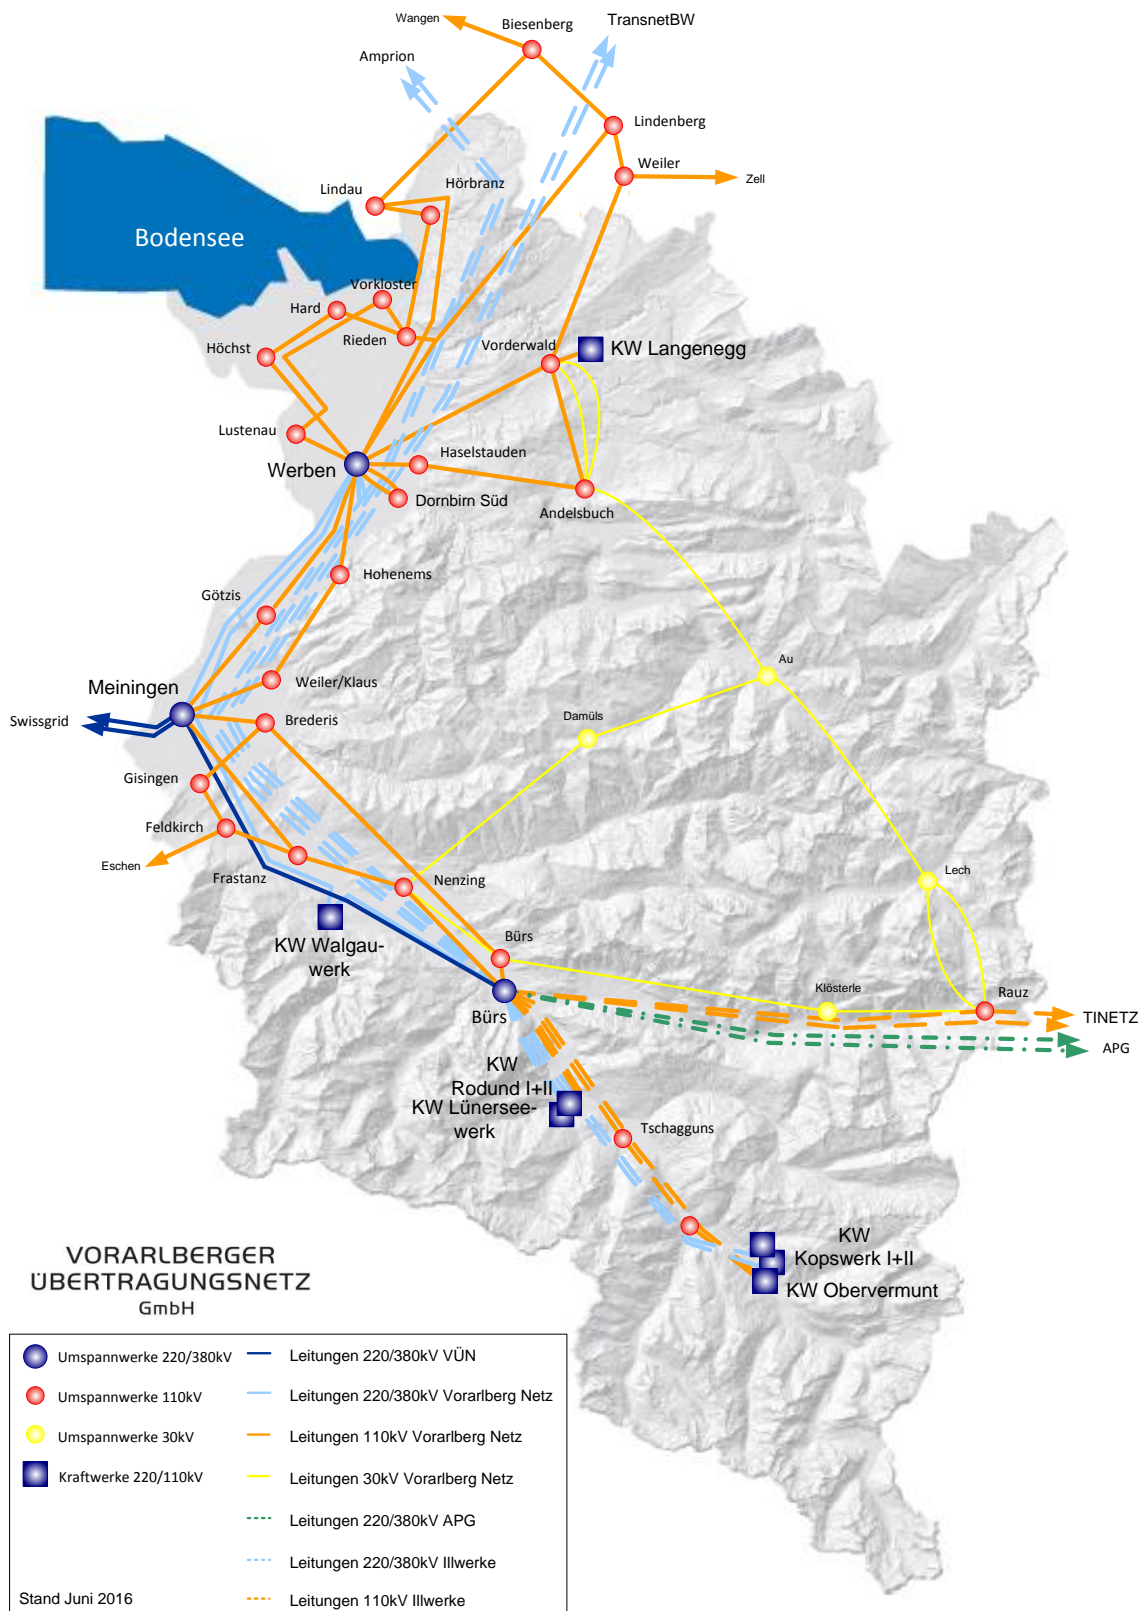 Wangen
Biesenberg
TransnetBW
Amprion
Lindenberg
Weiler
Zell
Hörbranz
Lindau
Bodensee
Vorkloster
Hard
Rieden
Höchst
Vorderwald
KW Langenegg
Lustenau
Haselstauden
Werben
Dornbirn Süd
Andelsbuch
Hohenems
Götzis
Au
Weiler/Klaus
Meiningen
Damüls
Swissgrid
Brederis
Gisingen
Feldkirch
Eschen
Frastanz
Nenzing
Lech
KW Walgau-
werk
Bürs
Klösterle
Rauz
Bürs
TINETZ
APG
KW
Rodund I+II
KW Lünersee-
werk
Tschagguns
KW
Kopswerk I+II
KW Obervermunt
VORARLBERGER
ÜBERTRAGUNGSNETZ
GmbH
Umspannwerke 220/380kV
Leitungen 220/380kV VÜN
Umspannwerke 110kV
Leitungen 220/380kV Vorarlberg Netz
Umspannwerke 30kV
Leitungen 110kV Vorarlberg Netz
Kraftwerke 220/110kV
Leitungen 30kV Vorarlberg Netz
Leitungen 220/380kV APG
Leitungen 220/380kV Illwerke
Stand Juni 2016
Leitungen 110kV Illwerke